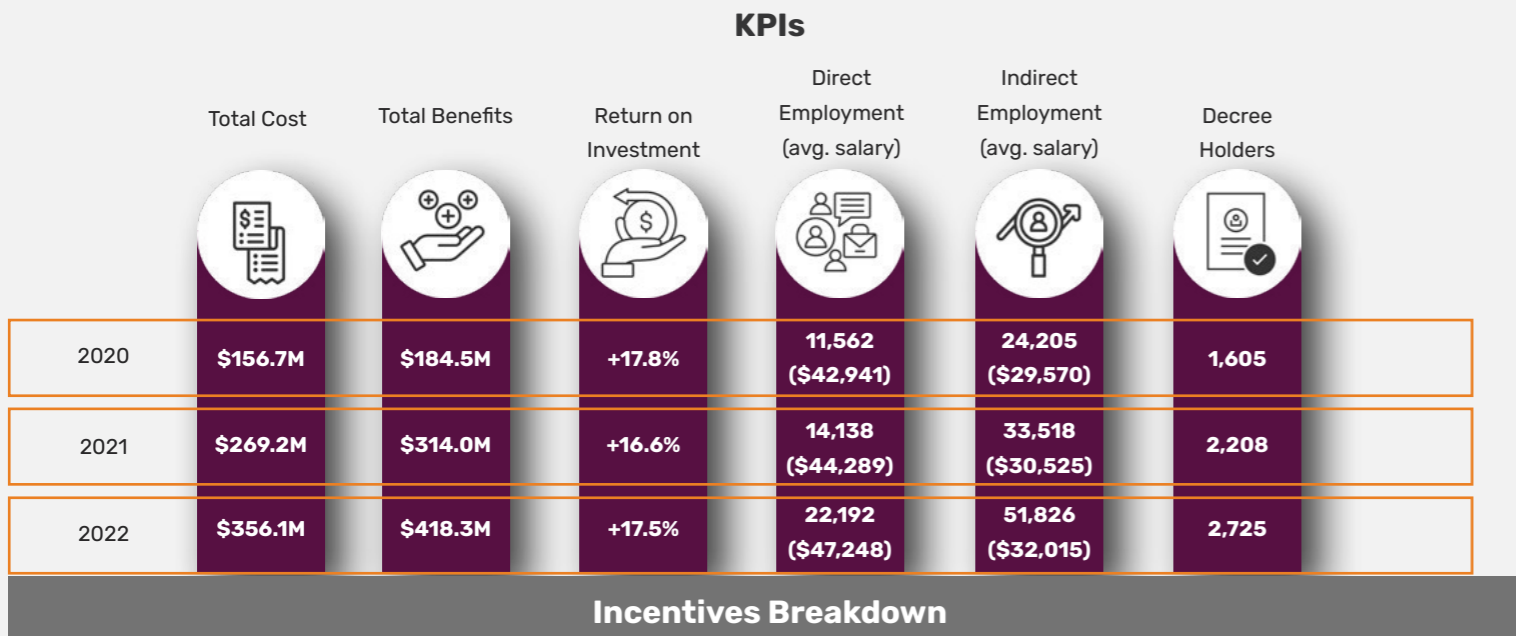 KPIs
Total Cost
Total Benefits
Return on
Investment
Direct
Employment
(avg. salary)
Indirect
Employment
(avg. salary)
Decree
Holders
$
$
2020
$156.7M
$184.5M
+17.8%
11,562
($42,941)
24,205
($29,570)
1,605
2021
$269.2M
$314.0M
+16.6%
14,138
($44,289)
33,518
($30,525)
2,208
2022
$356.1M
$418.3M
+17.5%
22,192
($47,248)
51,826
($32,015)
2,725
Incentives Breakdown